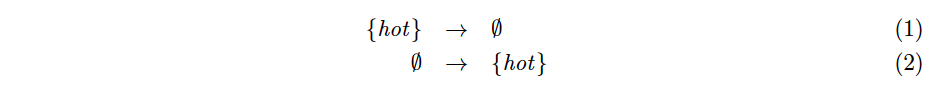 {hot} → ∅ (1)
∅ → {hot} (2)